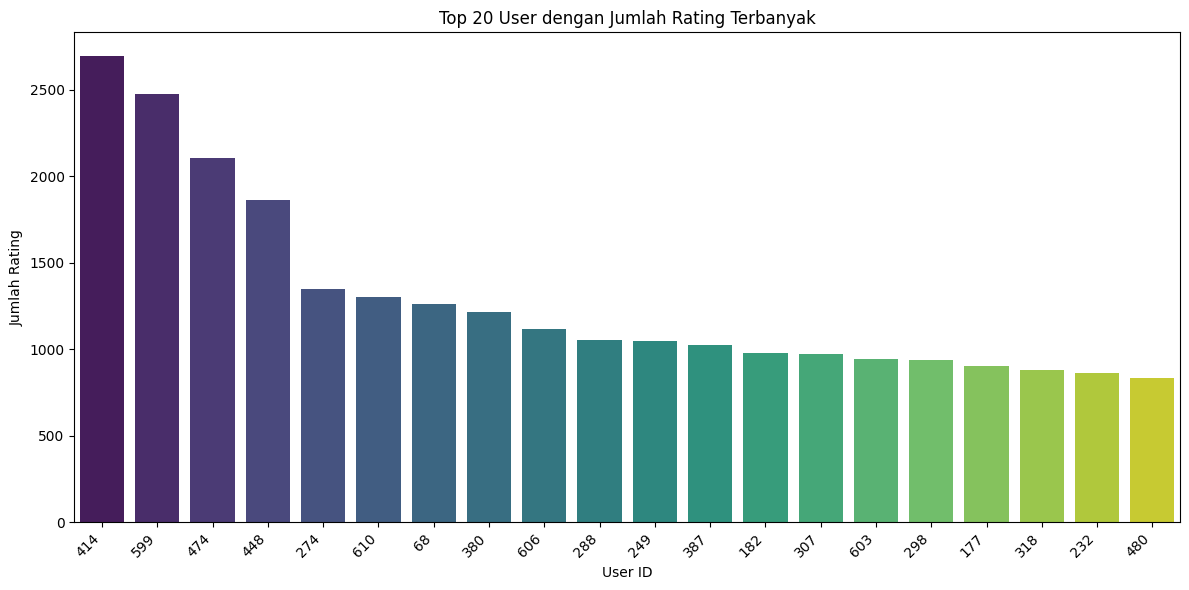 Top 20 User dengan Jumlah Rating Terbanyak
Jumlah Rating
2500
2000
1500
1000
500
0
414 599 474 448 274 610 68 380 606 288 249 387 182 307 603 298 177 318 232 480
User ID